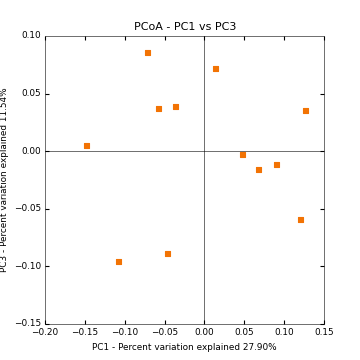 PCoA - PC1 vs PC3
0.10
0.05
0.00
−0.05
−0.10
−0.15
PC3 - Percent variation explained 11.54%
−0.20 −0.15 −0.10 −0.05 0.00 0.05 0.10 0.15
PC1 - Percent variation explained 27.90%